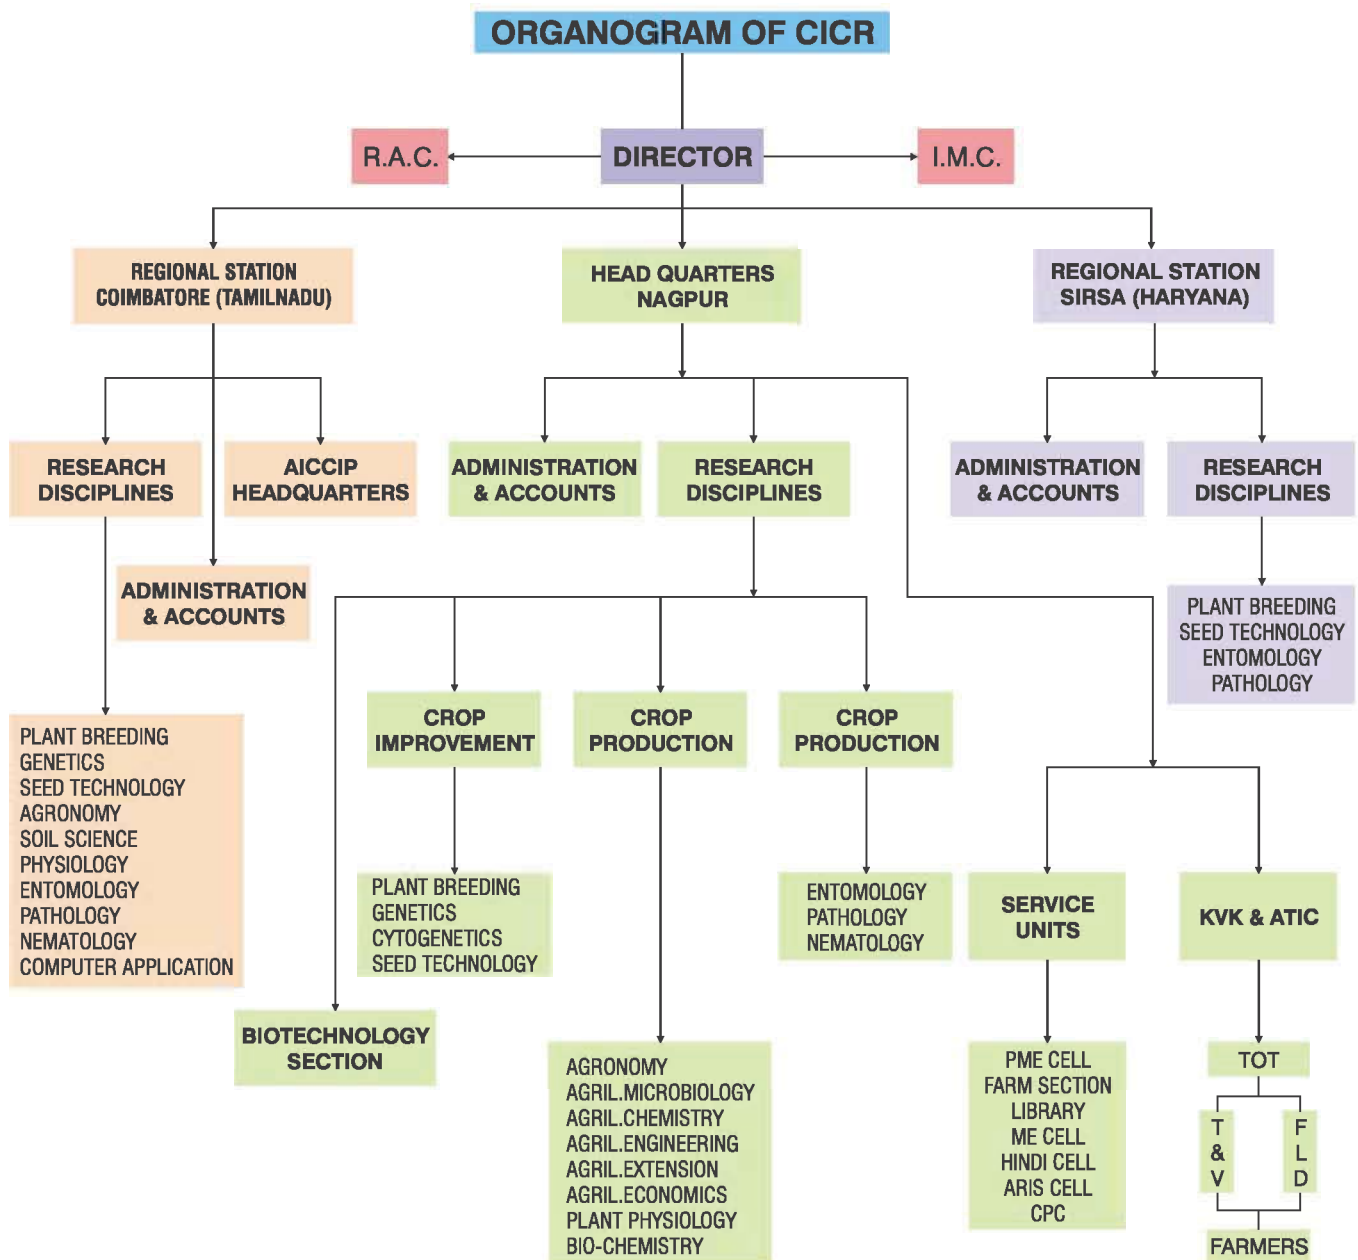 ORGANOGRAM OF CICR
R.A.C.
DIRECTOR
I.M.C.
REGIONAL STATION
COIMBATORE (TAMILNADU)
HEAD QUARTERS
NAGPUR
REGIONAL STATION
SIRSA (HARYANA)
RESEARCH
DISCIPLINES
AICCIP
HEADQUARTERS
ADMINISTRATION
& ACCOUNTS
RESEARCH
DISCIPLINES
ADMINISTRATION
& ACCOUNTS
RESEARCH
DISCIPLINES
ADMINISTRATION
& ACCOUNTS
PLANT BREEDING
SEED TECHNOLOGY
ENTOMOLOGY
PATHOLOGY
PLANT BREEDING
GENETICS
SEED TECHNOLOGY
AGRONOMY
SOIL SCIENCE
PHYSIOLOGY
ENTOMOLOGY
PATHOLOGY
NEMATOLOGY
COMPUTER APPLICATION
CROP
IMPROVEMENT
CROP
PRODUCTION
CROP
PRODUCTION
PLANT BREEDING
GENETICS
CYTOGENETICS
SEED TECHNOLOGY
ENTOMOLOGY
PATHOLOGY
NEMATOLOGY
SERVICE
UNITS
KVK & ATIC
BIOTECHNOLOGY
SECTION
AGRONOMY
AGRIL.MICROBIOLOGY
AGRIL.CHEMISTRY
AGRIL.ENGINEERING
AGRIL.EXTENSION
AGRIL.ECONOMICS
PLANT PHYSIOLOGY
BIO-CHEMISTRY
PME CELL
FARM SECTION
LIBRARY
ME CELL
HINDI CELL
ARIS CELL
CPC
TOT
T
&
V
F
L
D
FARMERS